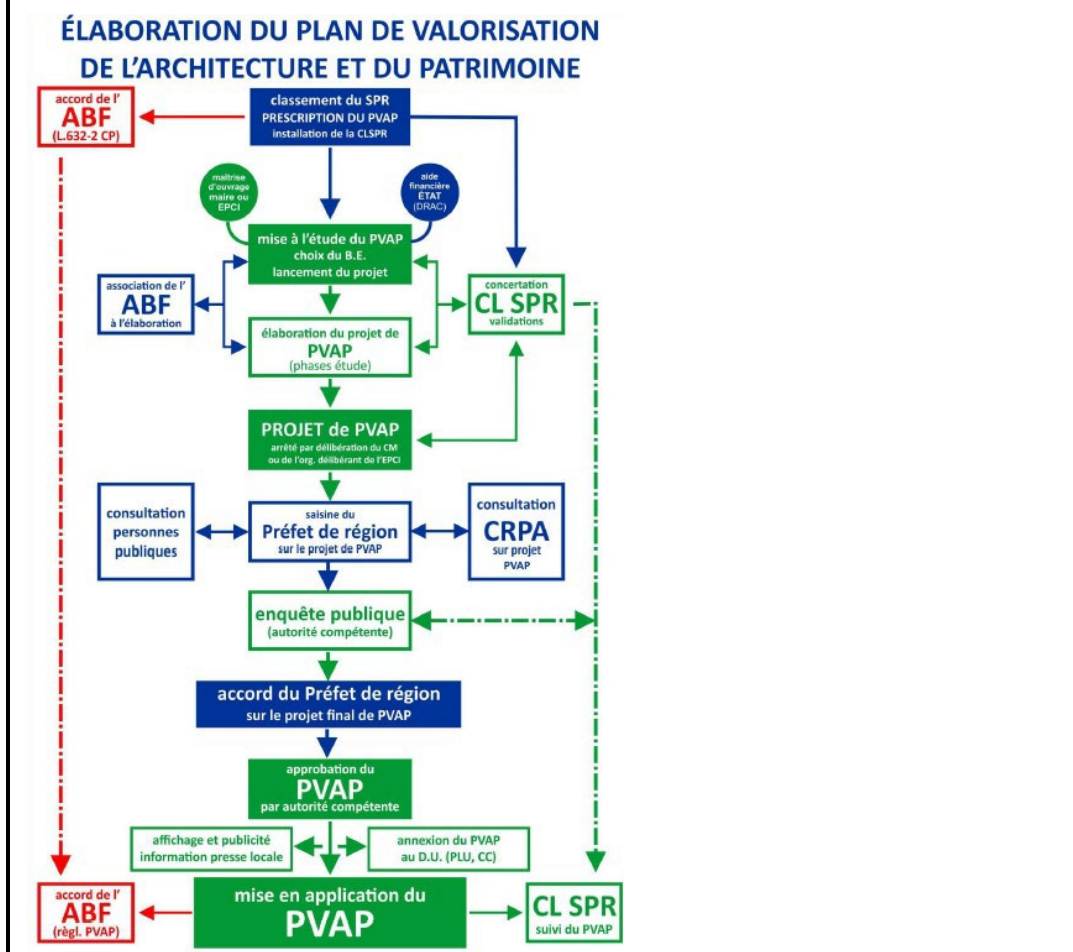 ÉLABORATION DU PLAN DE VALORISATION
DE L'ARCHITECTURE ET DU PATRIMOINE
accord de l'
ABF
(L.632-2 CP)
classement du SPR
PRESCRIPTION DU PVAP
installation de la CLSPR
maîtrise
d'ouvrage
maire ou
EPCI
aide
financière
ÉTAT
(DRAC)
mise à l'étude du PVAP
choix du B.E.
lancement du projet
association de l'
ABF
à l'élaboration
concertation
CL SPR
validations
élaboration du projet de
PVAP
(phases étude)
PROJET de PVAP
arrêté par délibération du CM
ou de l'org. délibérant de l'EPCI
consultation
personnes
publiques
saisine du
Préfet de région
sur le projet de PVAP
consultation
CRPA
sur projet
PVAP
enquête publique
(autorité compétente)
accord du Préfet de région
sur le projet final de PVAP
approbation du
PVAP
par autorité compétente
affichage et publicité
information presse locale
annexion du PVAP
au D.U. (PLU, CC)
accord de l'
ABF
(règl. PVAP)
mise en application du
PVAP
CL SPR
suivi du PVAP